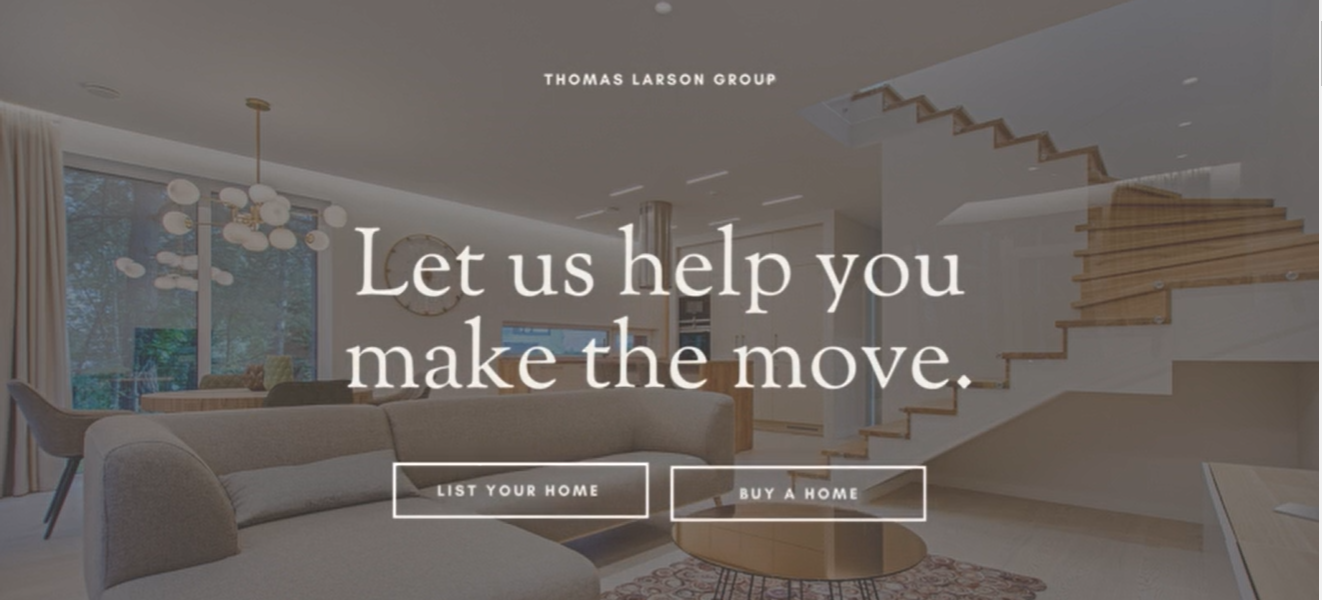 THOMAS LARSON GROUP
Let us help you
make the move.
LIST YOUR HOME
BUY A HOME